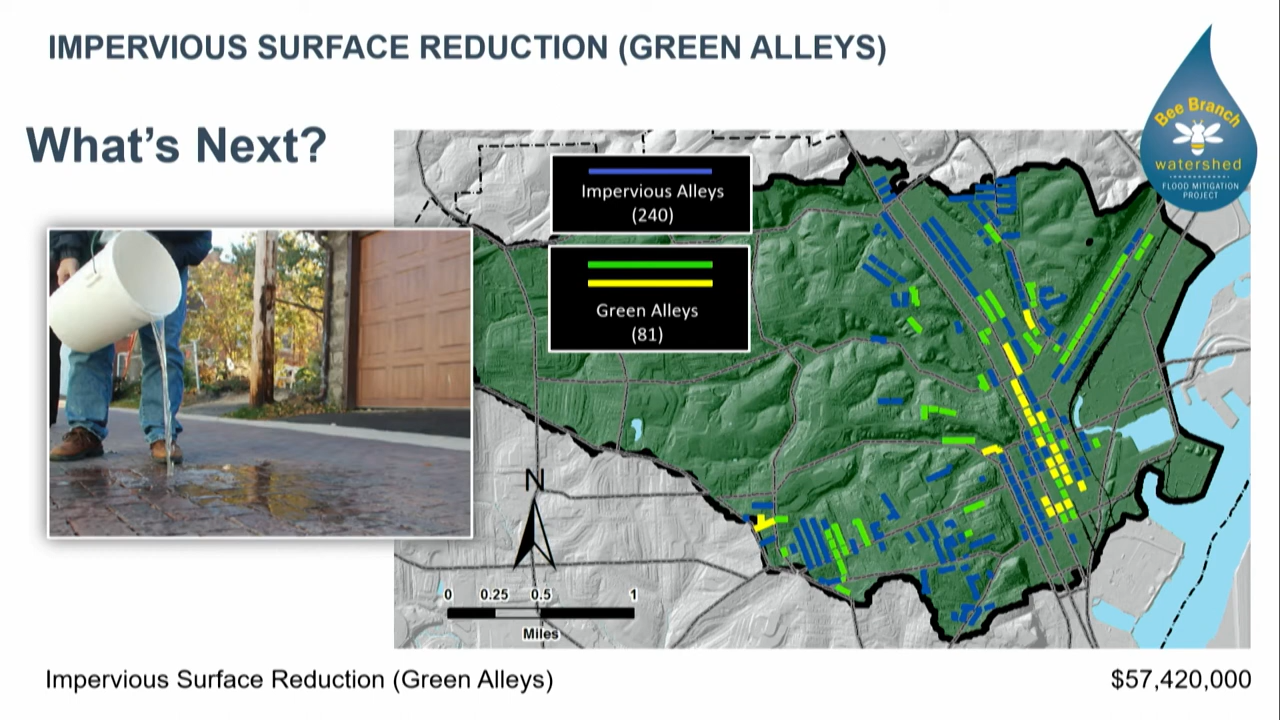 IMPERVIOUS SURFACE REDUCTION (GREEN ALLEYS)
Bee Branch
watershed
FLOOD MITIGATION
PROJECT
What's Next?
Impervious Alleys
(240)
Green Alleys
(81)
N
0 0.25 0.5 1
Miles
Impervious Surface Reduction (Green Alleys) $57,420,000